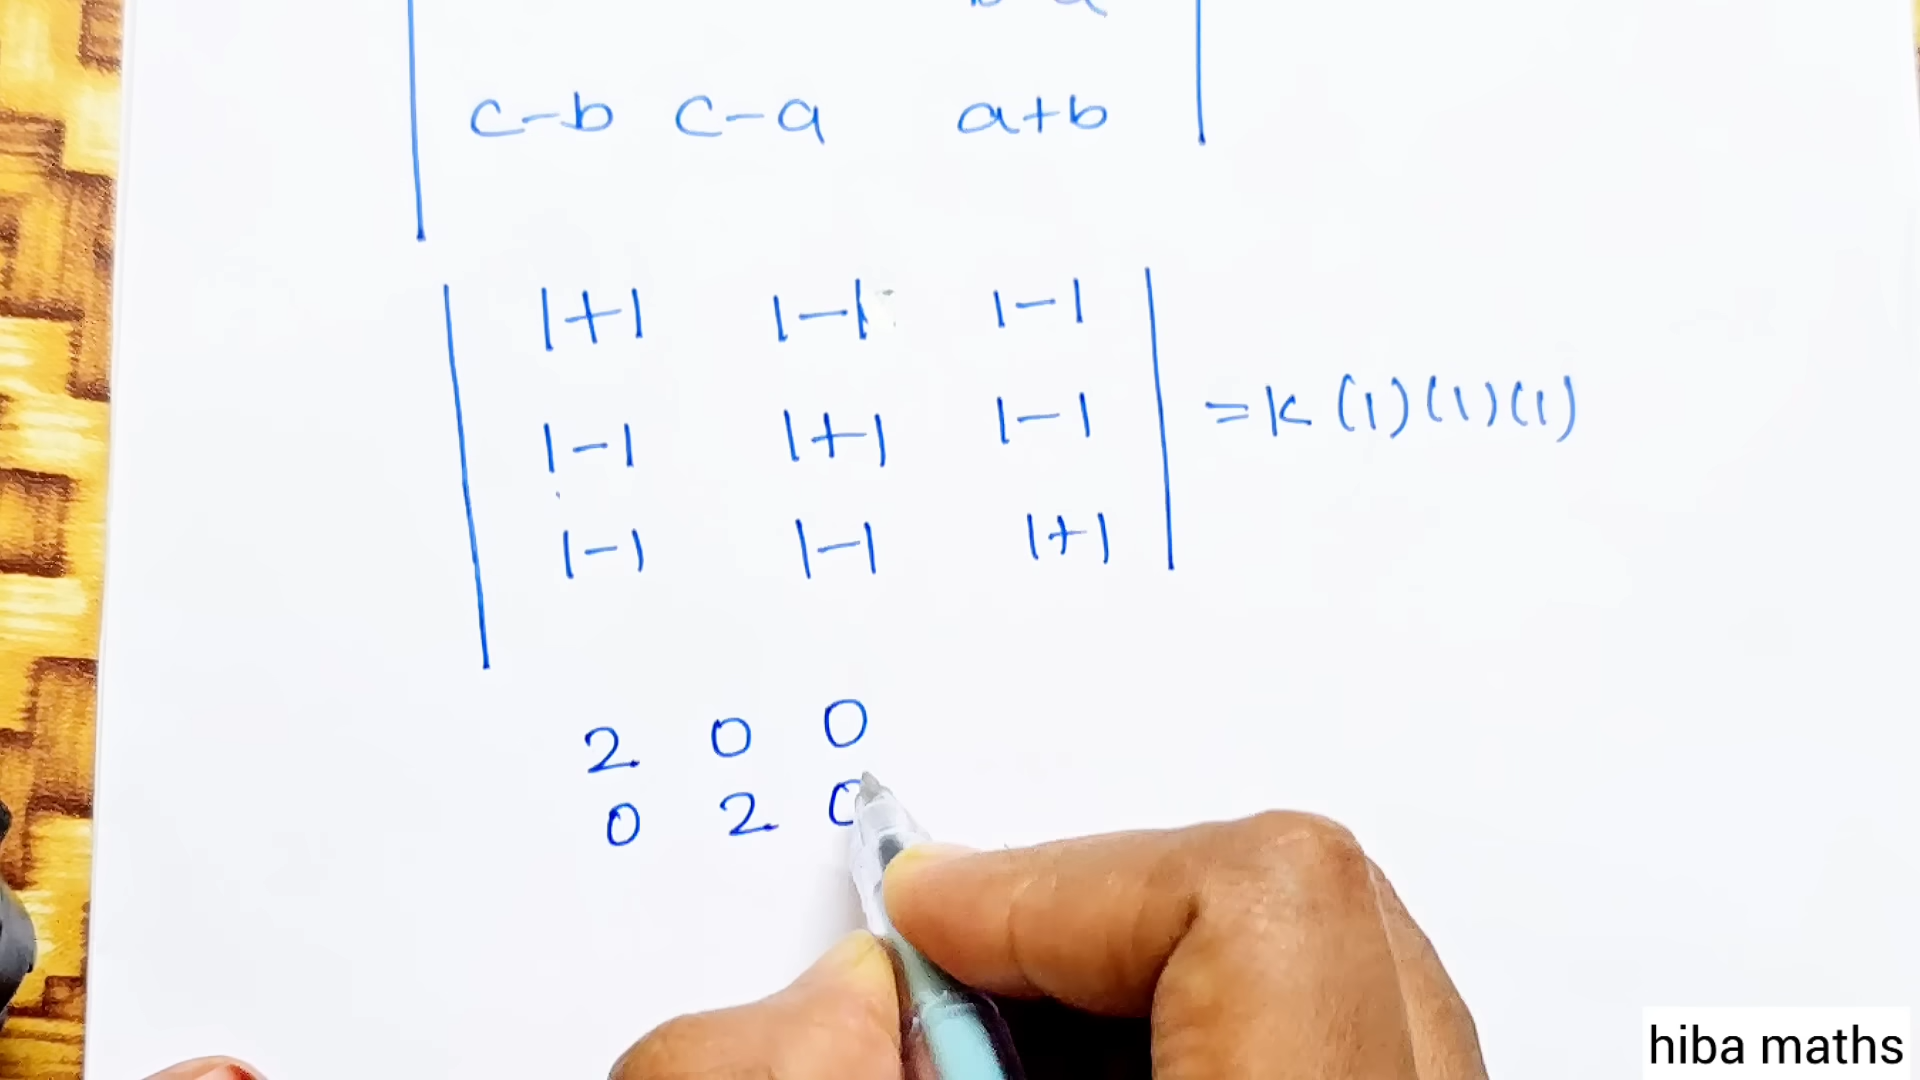 c-b c-a a+b
1+1 1-1 1-1
1-1 1+1 1-1 =K(1)(1)(1)
1-1 1-1 1+1
2 0 0
0 2 0
hiba maths